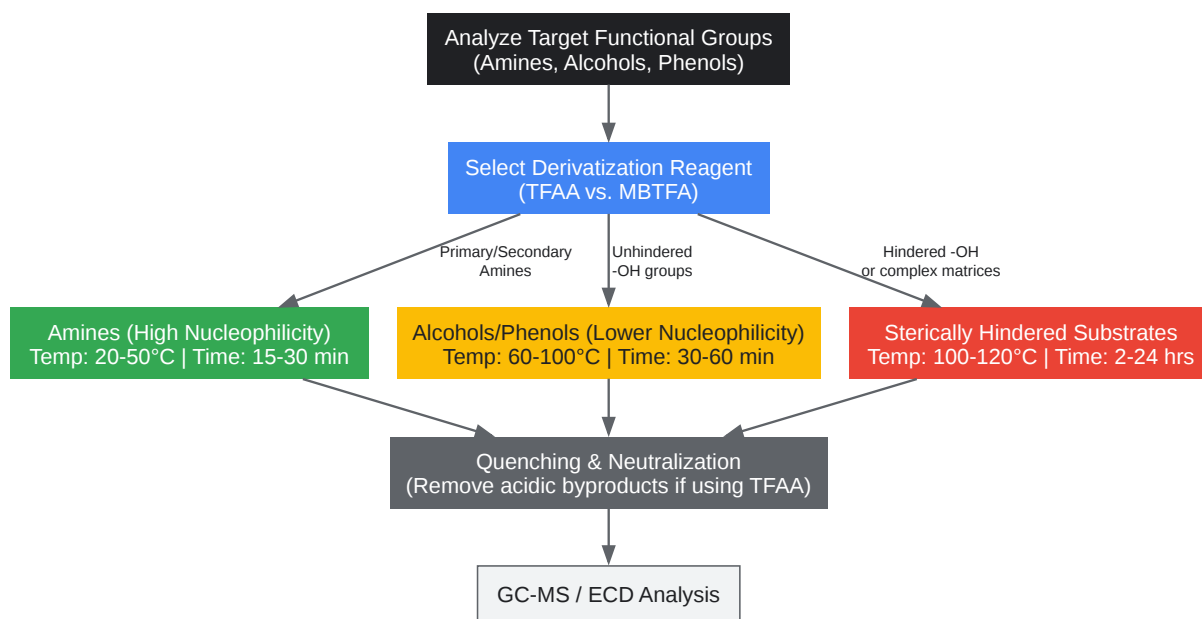 Analyze Target Functional Groups
(Amines, Alcohols, Phenols)
Select Derivatization Reagent
(TFAA vs. MBTFA)
Primary/Secondary
Amines
Unhindered
-OH groups
Hindered -OH
or complex matrices
Amines (High Nucleophilicity)
Temp: 20-50°C | Time: 15-30 min
Alcohols/Phenols (Lower Nucleophilicity)
Temp: 60-100°C | Time: 30-60 min
Sterically Hindered Substrates
Temp: 100-120°C | Time: 2-24 hrs
Quenching & Neutralization
(Remove acidic byproducts if using TFAA)
GC-MS / ECD Analysis